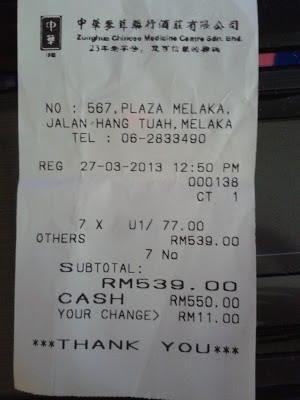 中華 中華參茸藥行酒莊有限公司
Zunghua Chinese Medicine Centre Sdn. Bhd.
NO : 567,PLAZA MELAKA,
JALAN HANG TUAH,MELAKA
TEL : 06-2833490
REG 27-03-2013 12:50 PM
000138
CT 1
7 X U1/ 77.00
OTHERS RM539.00
7 No
SUBTOTAL:
RM539.00
CASH RM550.00
YOUR CHANGE> RM11.00
***THANK YOU***